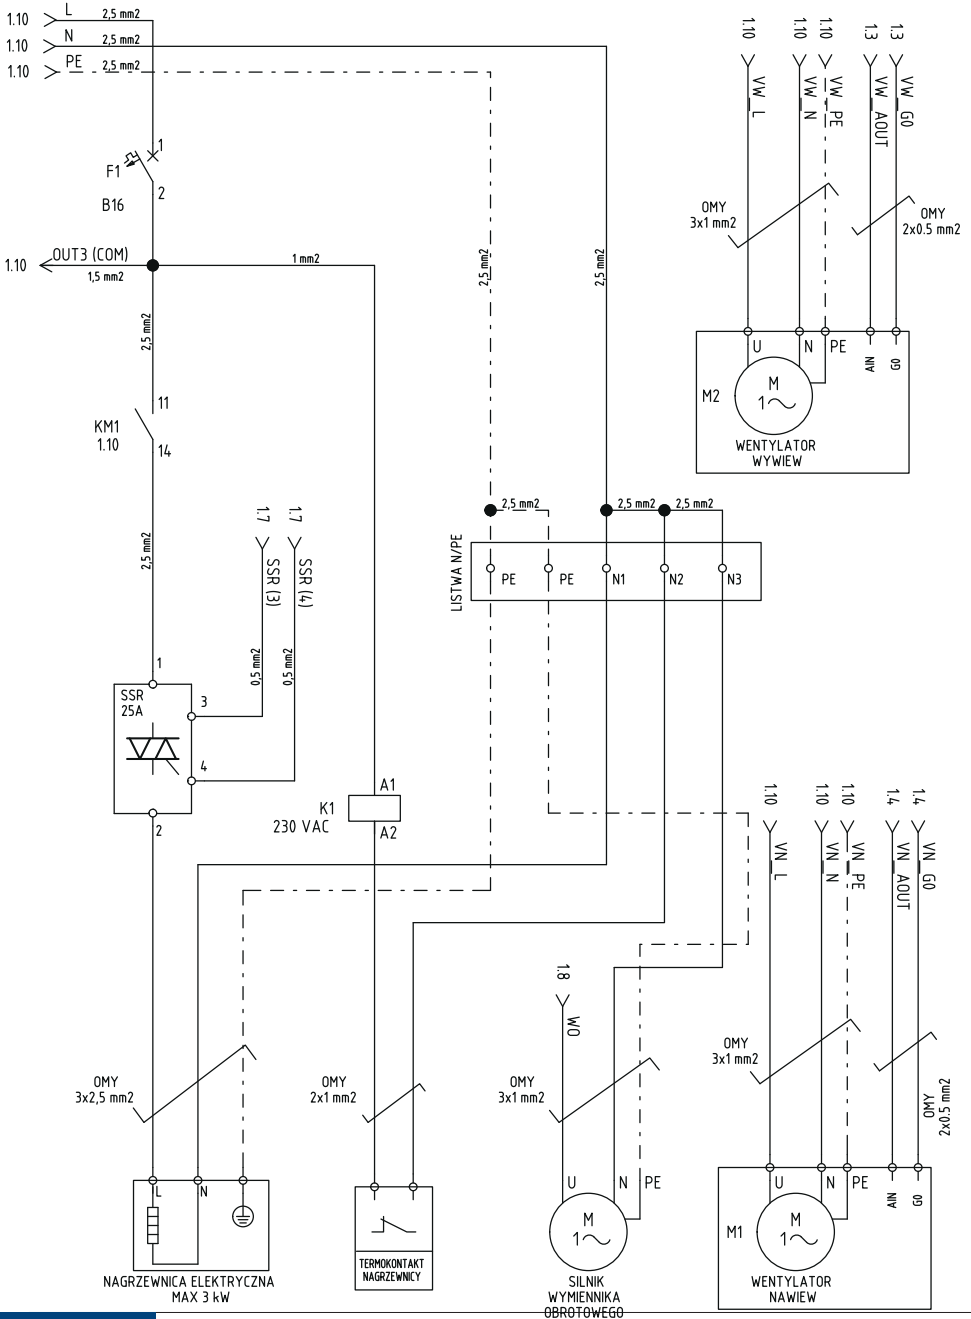 1.10
L
2,5 mm2
1.10
N
2,5 mm2
1.10
PE
2,5 mm2
1
F1
2
B16
1.10
OUT3 (COM)
1,5 mm2
1 mm2
2,5 mm2
2,5 mm2
2,5 mm2
11
KM1
1.10
14
2,5 mm2
1.7
1.7
SSR (3)
SSR (4)
0,5 mm2
0,5 mm2
1
SSR
25A
3
4
2
A1
K1
230 VAC
A2
2,5 mm2
2,5 mm2
2,5 mm2
LISTWA N/PE
PE
PE
N1
N2
N3
1.10
1.10
1.10
1.3
1.3
VW_L
VW_N
VW_PE
VW_AOUT
VW_G0
OMY
3x1 mm2
OMY
2x0.5 mm2
U
N
PE
AIN
G0
M2
M
1
WENTYLATOR
WYWIEW
1.10
1.10
1.10
1.4
1.4
VN_L
VN_N
VN_PE
VN_AOUT
VN_G0
OMY
3x1 mm2
OMY
2x0.5 mm2
U
N
PE
AIN
G0
M1
M
1
WENTYLATOR
NAWIEW
OMY
3x2,5 mm2
L
N
NAGRZEWNICA ELEKTRYCZNA
MAX 3 kW
OMY
2x1 mm2
TERMOKONTAKT
NAGRZEWNICY
1.8
WO
OMY
3x1 mm2
U
N
PE
M
1
SILNIK
WYMIENNIKA
OBROTOWEGO